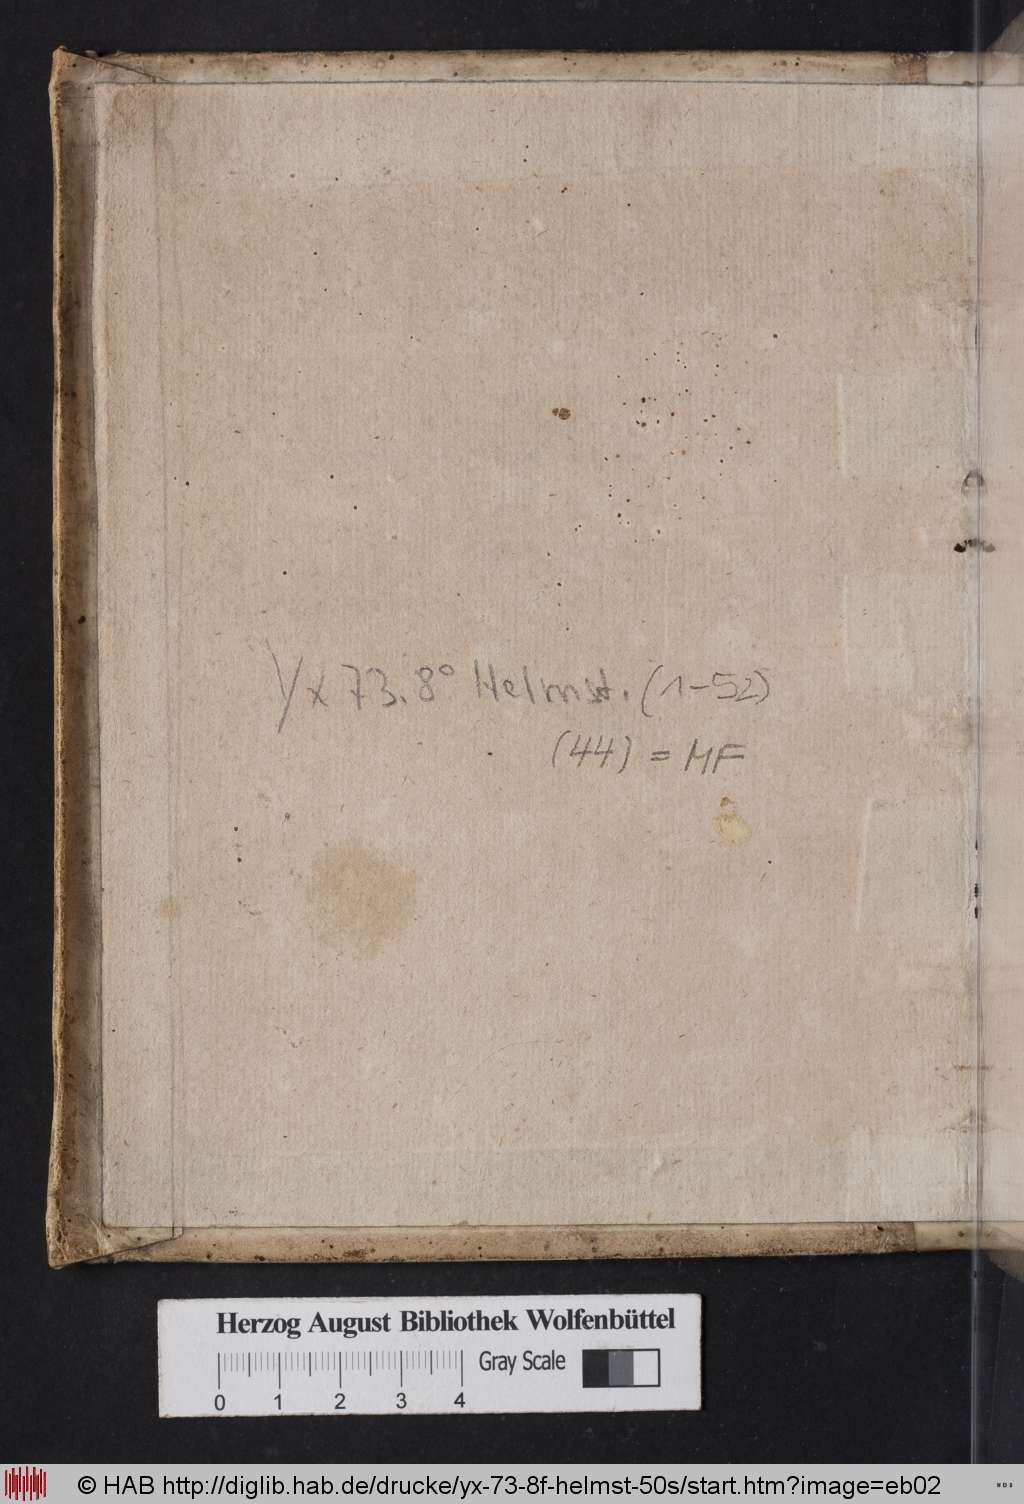 Yx 73.8° Helmst. (1-52)
(44) = MF
Herzog August Bibliothek Wolfenbüttel
Gray Scale
0 1 2 3 4
© HAB http://diglib.hab.de/drucke/yx-73-8f-helmst-50s/start.htm?image=eb02